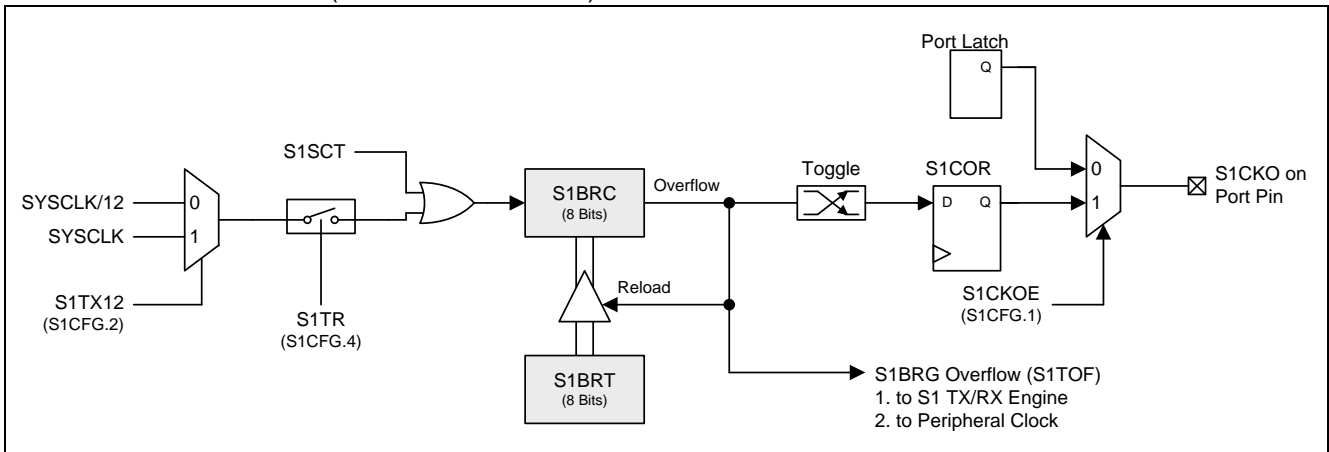 Port Latch
Q
S1SCT
Toggle
S1COR
SYSCLK/12
0
SYSCLK
1
S1BRC
(8 Bits)
Overflow
D
Q
0
1
S1CKO on
Port Pin
S1TX12
(S1CFG.2)
S1TR
(S1CFG.4)
Reload
S1CKOE
(S1CFG.1)
S1BRT
(8 Bits)
S1BRG Overflow (S1TOF)
1. to S1 TX/RX Engine
2. to Peripheral Clock